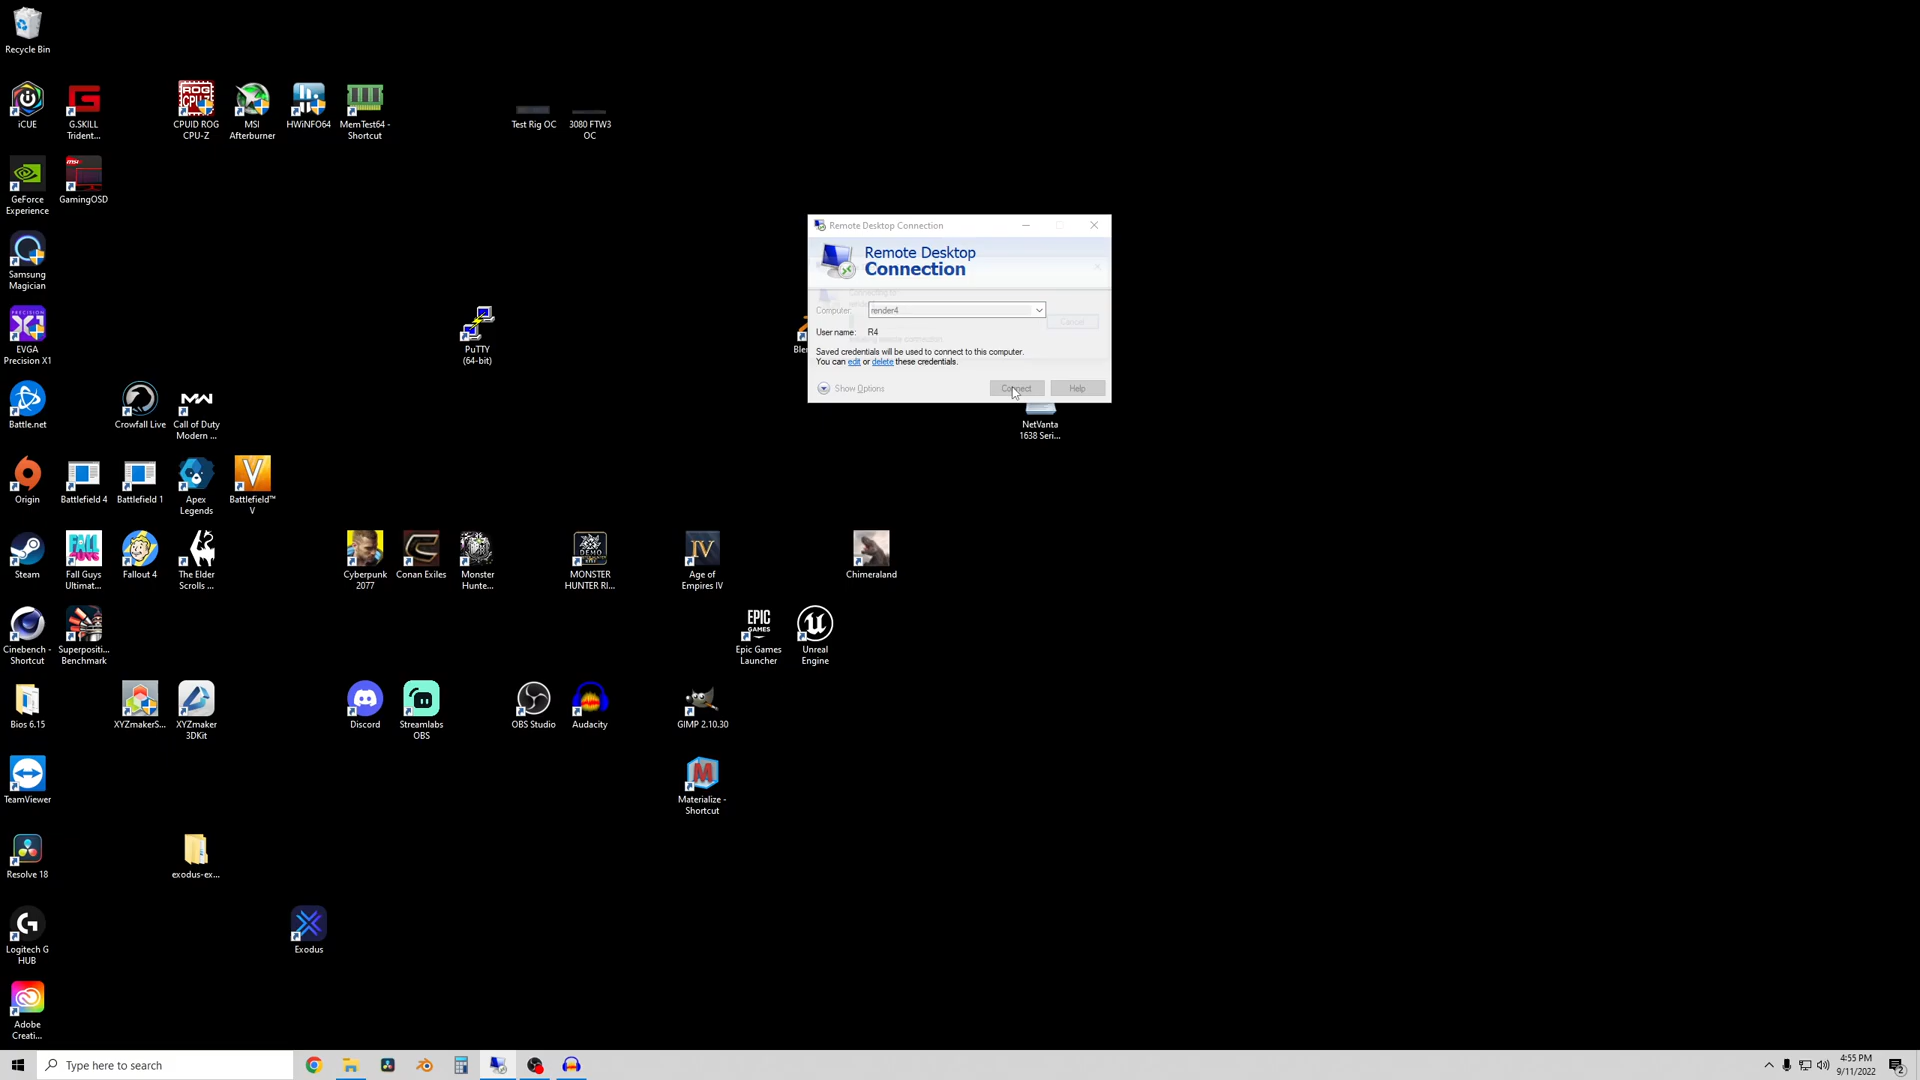 Recycle Bin
iCUE
G.SKILL
Trident...
CPUID ROG
CPU-Z
MSI
Afterburner
HWiNFO64
MemTest64 -
Shortcut
Test Rig OC
3080 FTW3
OC
GeForce
Experience
GamingOSD
Samsung
Magician
EVGA
Precision X1
PuTTY
(64-bit)
Remote Desktop Connection
Remote Desktop
Connection
Computer:
render4
Cancel
User name:
R4
Saved credentials will be used to connect to this computer.
You can edit or delete these credentials.
Show Options
Connect
Help
NetVanta
1638 Seri...
Battle.net
Crowfall Live
Call of Duty
Modern ...
Origin
Battlefield 4
Battlefield 1
Apex
Legends
Battlefield™
V
Steam
Fall Guys
Ultimat...
Fallout 4
The Elder
Scrolls ...
Cyberpunk
2077
Conan Exiles
Monster
Hunte...
MONSTER
HUNTER RI...
Age of
Empires IV
Chimeraland
Cinebench -
Shortcut
Superpositi...
Benchmark
Epic Games
Launcher
Unreal
Engine
Bios 6.15
XYZmakerS...
XYZmaker
3DKit
Discord
Streamlabs
OBS
OBS Studio
Audacity
GIMP 2.10.30
TeamViewer
Materialize -
Shortcut
Resolve 18
exodus-ex...
Logitech G
HUB
Exodus
Adobe
Creati...
Type here to search
4:55 PM
9/11/2022
2